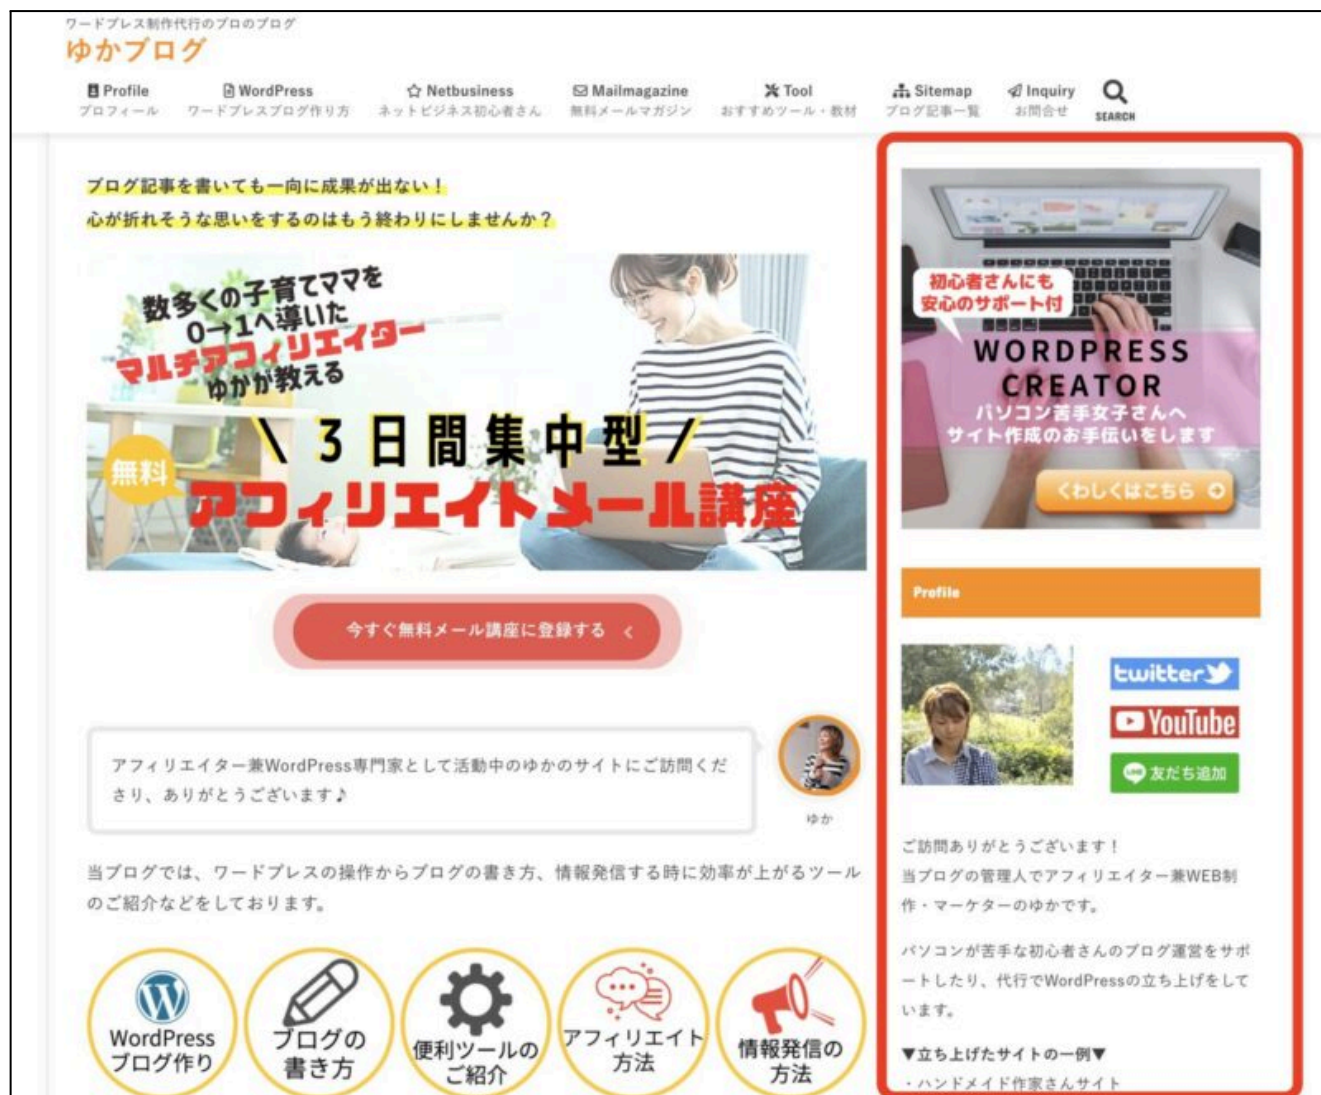 ワードプレス制作代行のプロのブログ
ゆかブログ
Profile
プロフィール
WordPress
ワードプレスブログ作り方
Netbusiness
ネットビジネス初心者さん
Mailmagazine
無料メールマガジン
Tool
おすすめツール・教材
Sitemap
ブログ記事一覧
Inquiry
お問合せ
SEARCH
ブログ記事を書いても一向に成果が出ない！
心が折れそうな思いをするのはもう終わりにしませんか？
数多くの子育てママを
0→1へ導いた
マルチアフィリエイター
ゆかが教える
\ 3日間集中型 /
無料
アフィリエイトメール講座
今すぐ無料メール講座に登録する
アフィリエイター兼WordPress専門家として活動中のゆかのサイトにご訪問くだ
さり、ありがとうございます♪
ゆか
当ブログでは、ワードプレスの操作からブログの書き方、情報発信する時に効率が上がるツール
のご紹介などをしております。
WordPress
ブログ作り
ブログの
書き方
便利ツールの
ご紹介
アフィリエイト
方法
情報発信の
方法
初心者さんにも
安心のサポート付
WORDPRESS
CREATOR
パソコン苦手女子さんへ
サイト作成のお手伝いをします
くわしくはこちら
Profile
twitter
YouTube
LINE 友だち追加
ご訪問ありがとうございます！
当ブログの管理人でアフィリエイター兼WEB制
作・マーケターのゆかです。
パソコンが苦手な初心者さんのブログ運営をサポ
ートしたり、代行でWordPressの立ち上げをして
います。
▼立ち上げたサイトの一例▼
・ハンドメイド作家さんサイト